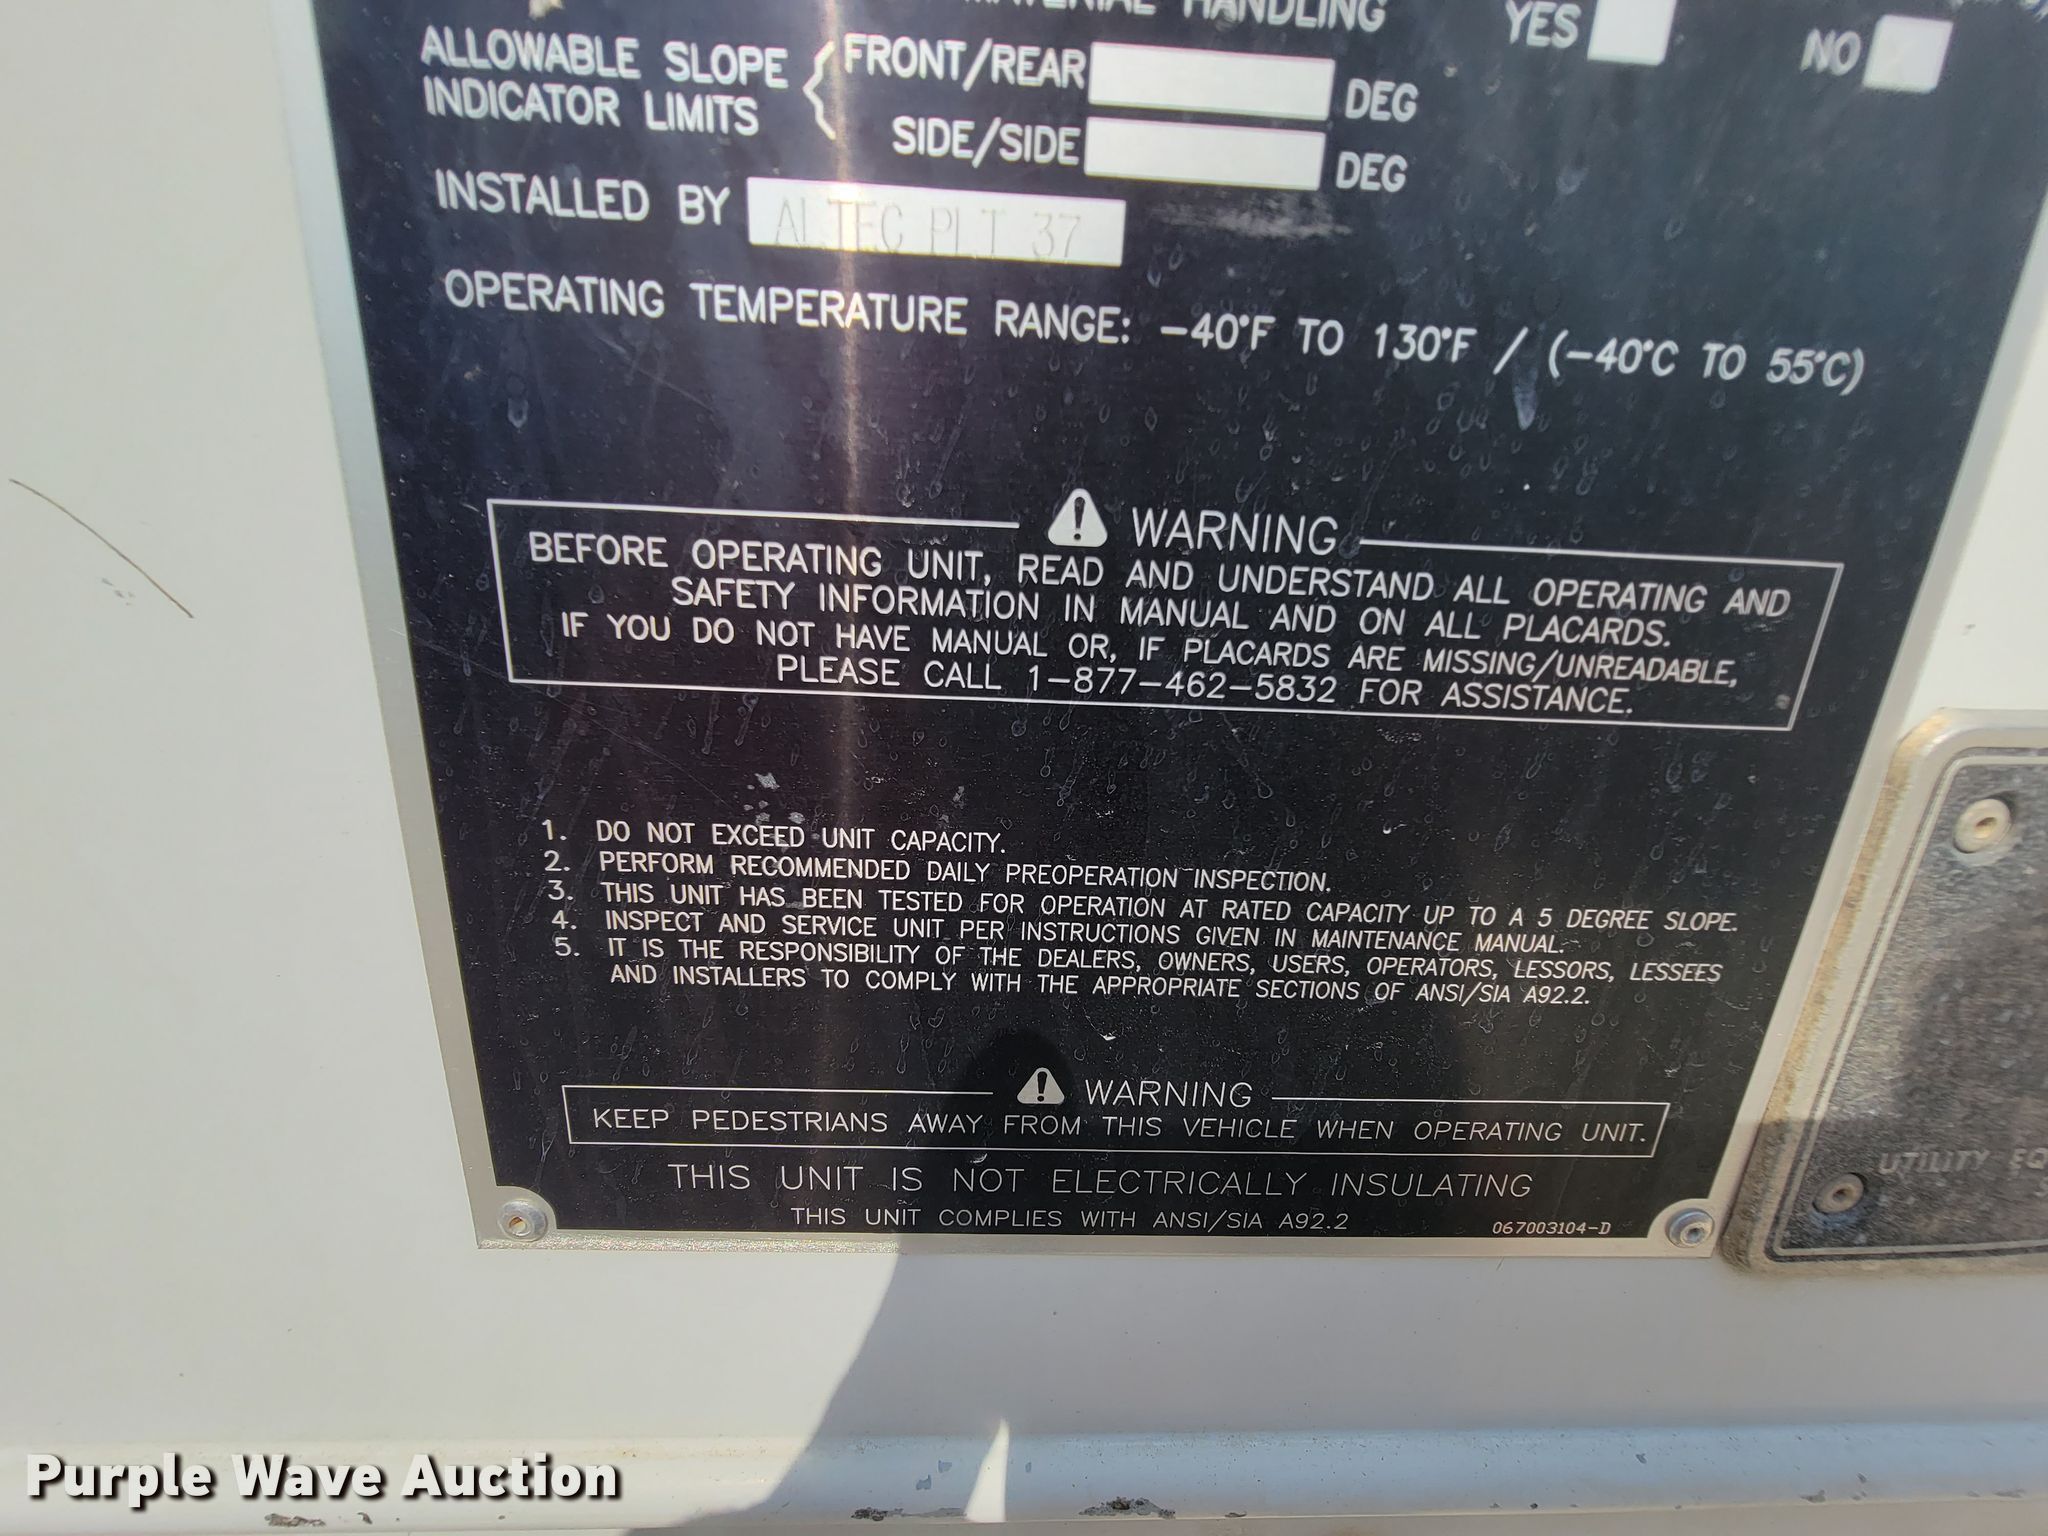 MATERIAL HANDLING YES NO
ALLOWABLE SLOPE INDICATOR LIMITS
FRONT/REAR DEG
SIDE/SIDE DEG
INSTALLED BY ALTEC PLT 37
OPERATING TEMPERATURE RANGE: -40°F TO 130°F / (-40°C TO 55°C)
WARNING
BEFORE OPERATING UNIT, READ AND UNDERSTAND ALL OPERATING AND
SAFETY INFORMATION IN MANUAL AND ON ALL PLACARDS.
IF YOU DO NOT HAVE MANUAL OR, IF PLACARDS ARE MISSING/UNREADABLE,
PLEASE CALL 1-877-462-5832 FOR ASSISTANCE.
1. DO NOT EXCEED UNIT CAPACITY.
2. PERFORM RECOMMENDED DAILY PREOPERATION INSPECTION.
3. THIS UNIT HAS BEEN TESTED FOR OPERATION AT RATED CAPACITY UP TO A 5 DEGREE SLOPE.
4. INSPECT AND SERVICE UNIT PER INSTRUCTIONS GIVEN IN MAINTENANCE MANUAL.
5. IT IS THE RESPONSIBILITY OF THE DEALERS, OWNERS, USERS, OPERATORS, LESSORS, LESSEES
AND INSTALLERS TO COMPLY WITH THE APPROPRIATE SECTIONS OF ANSI/SIA A92.2.
WARNING
KEEP PEDESTRIANS AWAY FROM THIS VEHICLE WHEN OPERATING UNIT.
THIS UNIT IS NOT ELECTRICALLY INSULATING
THIS UNIT COMPLIES WITH ANSI/SIA A92.2 067003104-D
UTILITY EQ
Purple Wave Auction